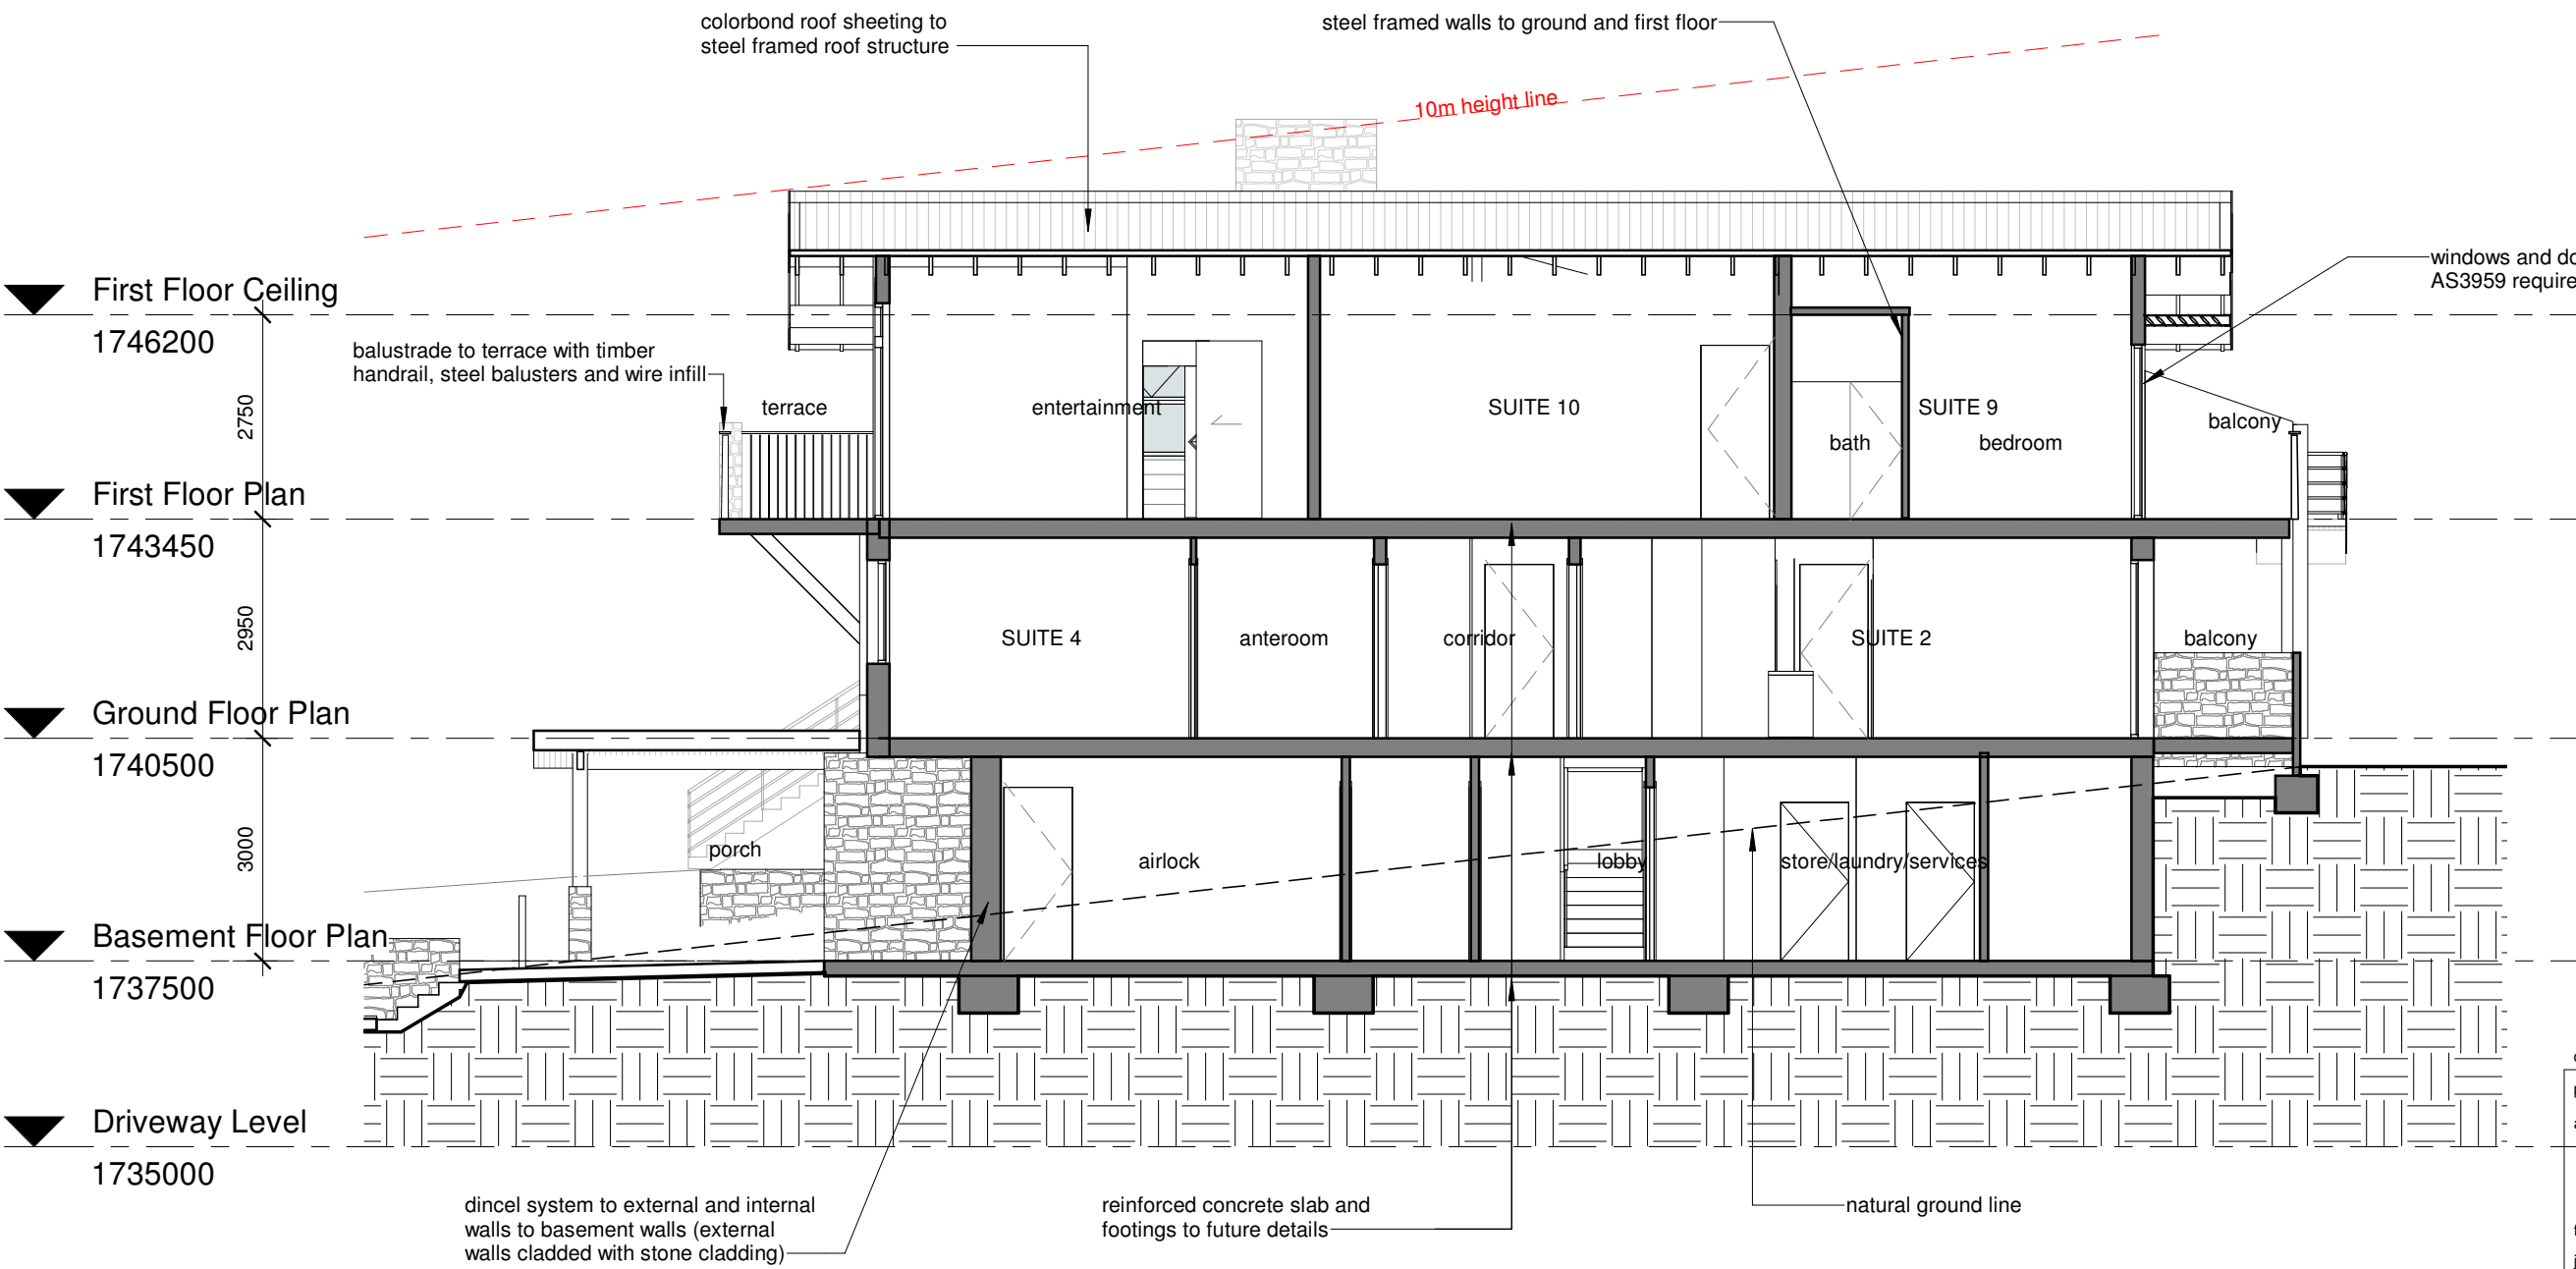 colorbond roof sheeting to
steel framed roof structure
steel framed walls to ground and first floor
10m height line
windows and
AS3959
First Floor Ceiling
1746200
balustrade to terrace with timber
handrail, steel balusters and wire infill
2750
terrace
entertainment
SUITE 10
SUITE 9
bath
bedroom
balcony
First Floor Plan
1743450
2950
SUITE 4
anteroom
corridor
SUITE 2
balcony
Ground Floor Plan
1740500
3000
porch
airlock
lobby
store/laundry/services
Basement Floor Plan
1737500
Driveway Level
1735000
dincel system to external and internal
walls to basement walls (external
walls cladded with stone cladding)
reinforced concrete slab and
footings to future details
natural ground line